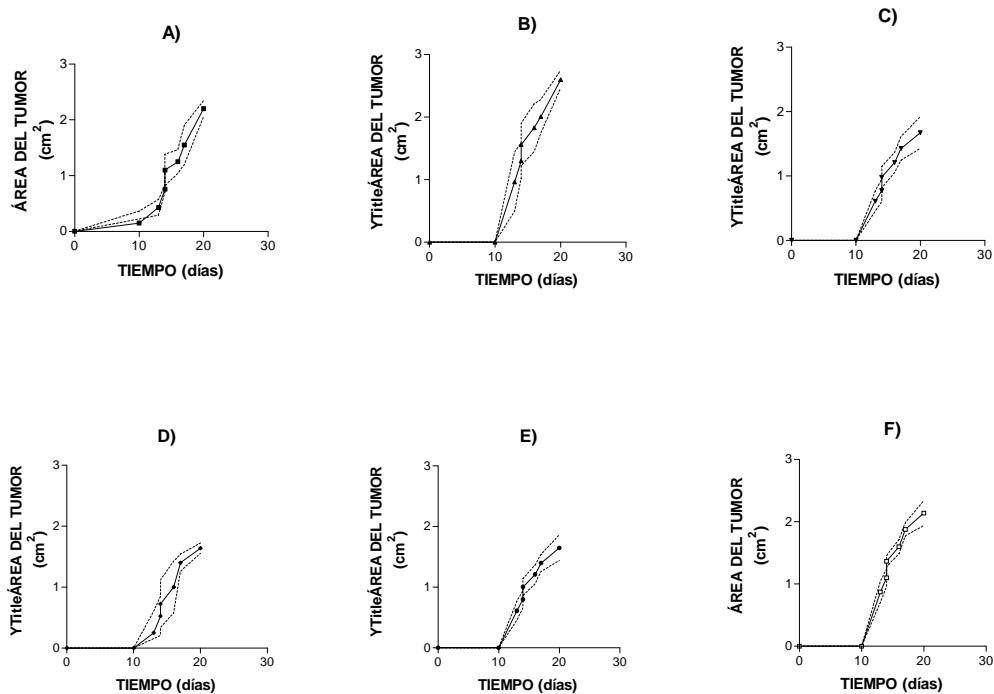 A)
ÁREA DEL TUMOR
(cm²)
3
2
1
0
0 10 20 30
TIEMPO (días)
B)
YTitleÁREA DEL TUMOR
(cm²)
3
2
1
0
0 10 20 30
TIEMPO (días)
C)
YTitleÁREA DEL TUMOR
(cm²)
3
2
1
0
0 10 20 30
TIEMPO (días)
D)
YTitleÁREA DEL TUMOR
(cm²)
3
2
1
0
0 10 20 30
TIEMPO (días)
E)
YTitleÁREA DEL TUMOR
(cm²)
3
2
1
0
0 10 20 30
TIEMPO (días)
F)
ÁREA DEL TUMOR
(cm²)
3
2
1
0
0 10 20 30
TIEMPO (días)